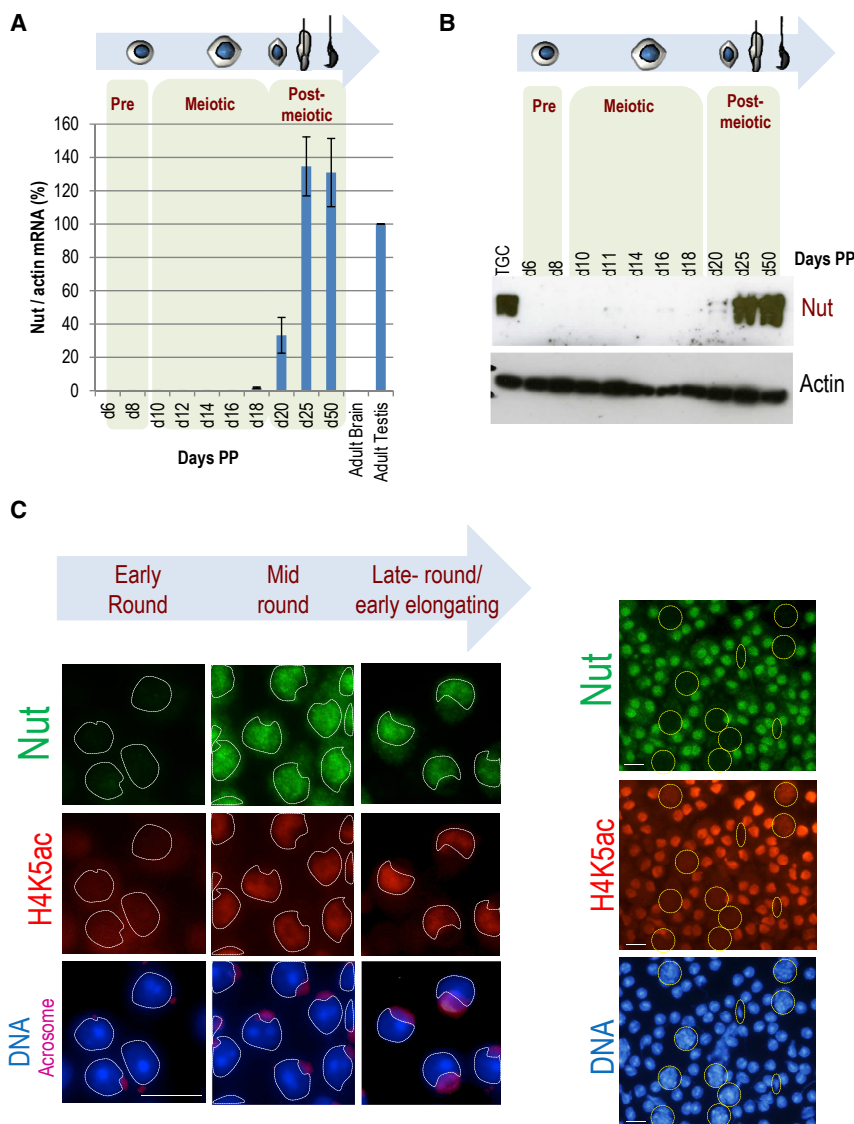 A
Pre
Meiotic
Post-
meiotic
Nut / actin mRNA (%)
160
140
120
100
80
60
40
20
0
d6
d8
d10
d12
d14
d16
d18
d20
d25
d50
Adult Brain
Adult Testis
Days PP
B
Pre
Meiotic
Post-
meiotic
TGC
d6
d8
d10
d11
d14
d16
d18
d20
d25
d50
Days PP
Nut
Actin
C
Early
Round
Mid
round
Late- round/
early elongating
Nut
H4K5ac
DNA
Acrosome
Nut
H4K5ac
DNA